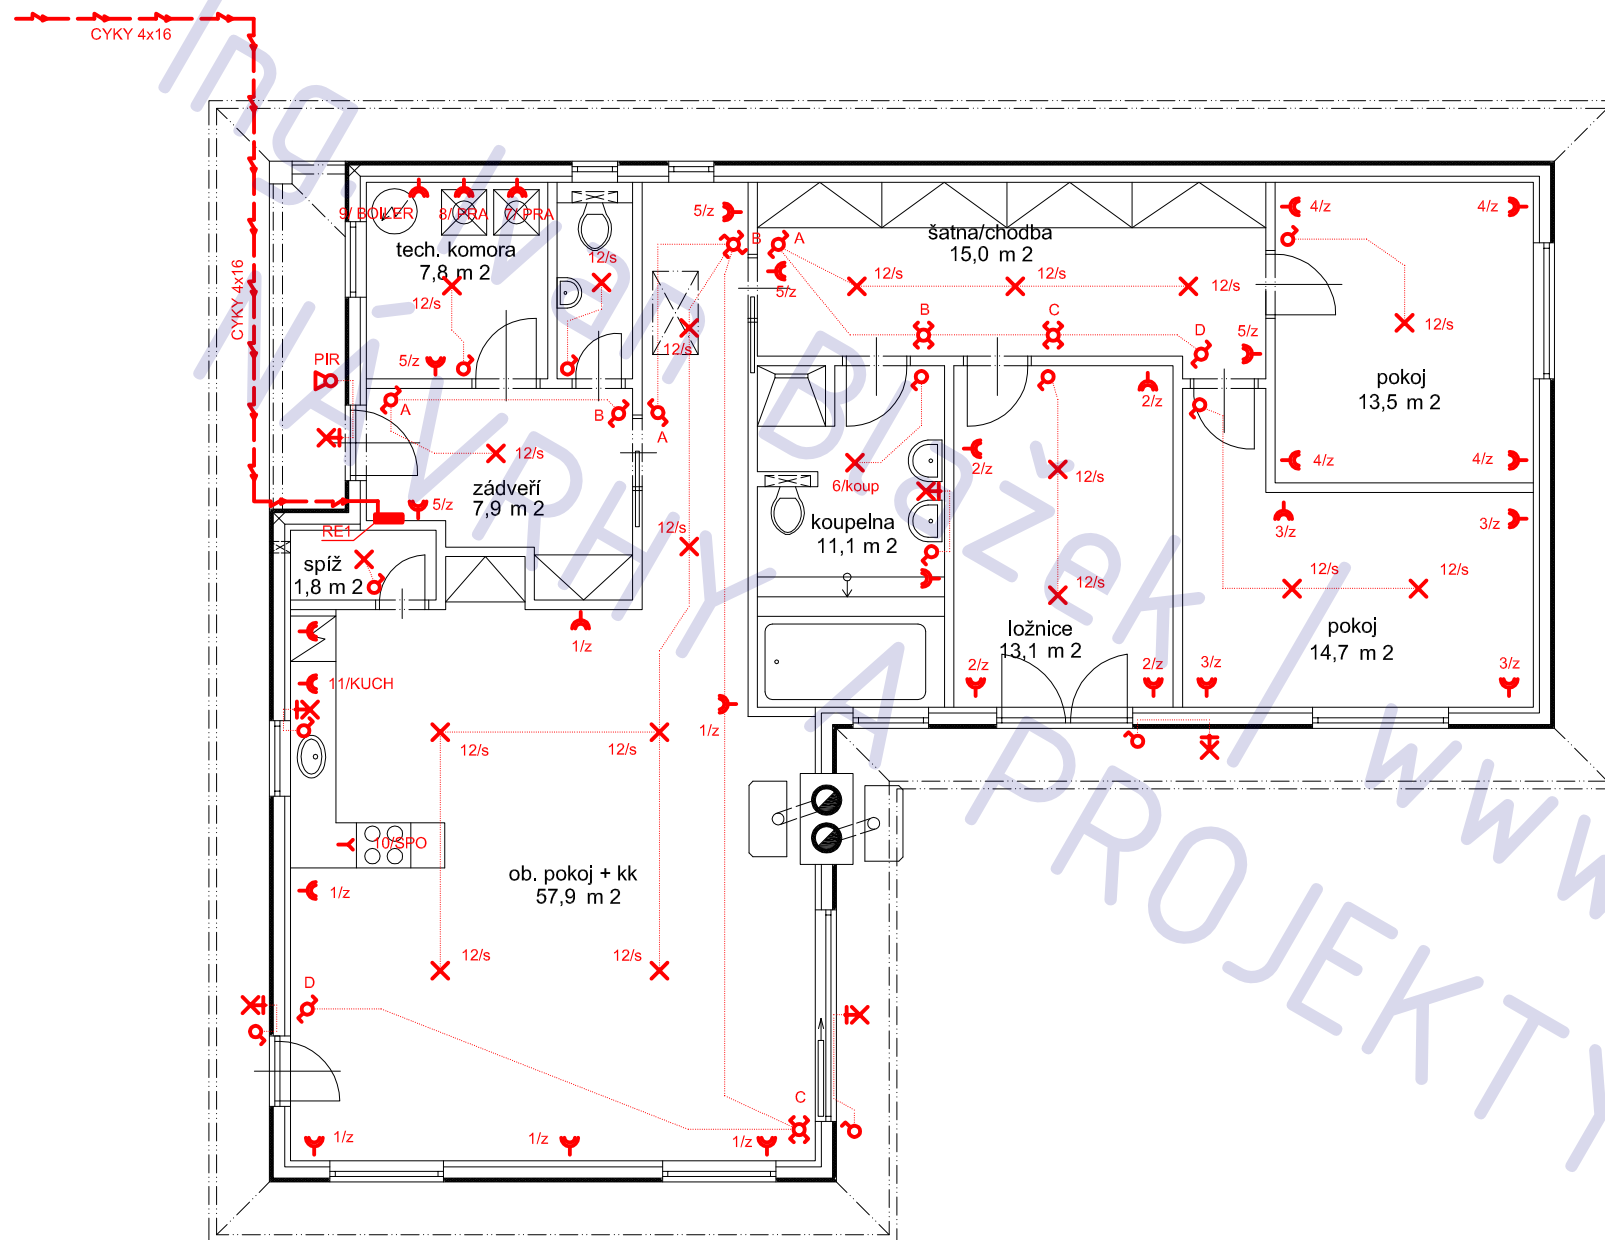 CYKY 4x16
Ing. Ivan Blažek / www
NÁVRHY A PROJEKTY
CYKY 4x16
9/ BOILER
8/ PRA
7/ PRA
tech. komora
7,8 m 2
12/s
12/s
5/z
B
A
5/z
šatna/chodba
15,0 m 2
12/s
12/s
12/s
4/z
4/z
12/s
B
C
D
5/z
12/s
PIR
5/z
A
B
A
pokoj
13,5 m 2
2/z
12/s
zádveří
7,9 m 2
5/z
RE1
2/z
12/s
4/z
4/z
6/koup
koupelna
11,1 m 2
12/s
3/z
3/z
spíž
1,8 m 2
12/s
12/s
12/s
ložnice
13,1 m 2
pokoj
14,7 m 2
1/z
2/z
2/z
3/z
3/z
11/KUCH
1/z
12/s
12/s
10/SPO
ob. pokoj + kk
57,9 m 2
1/z
12/s
12/s
D
C
1/z
1/z
1/z